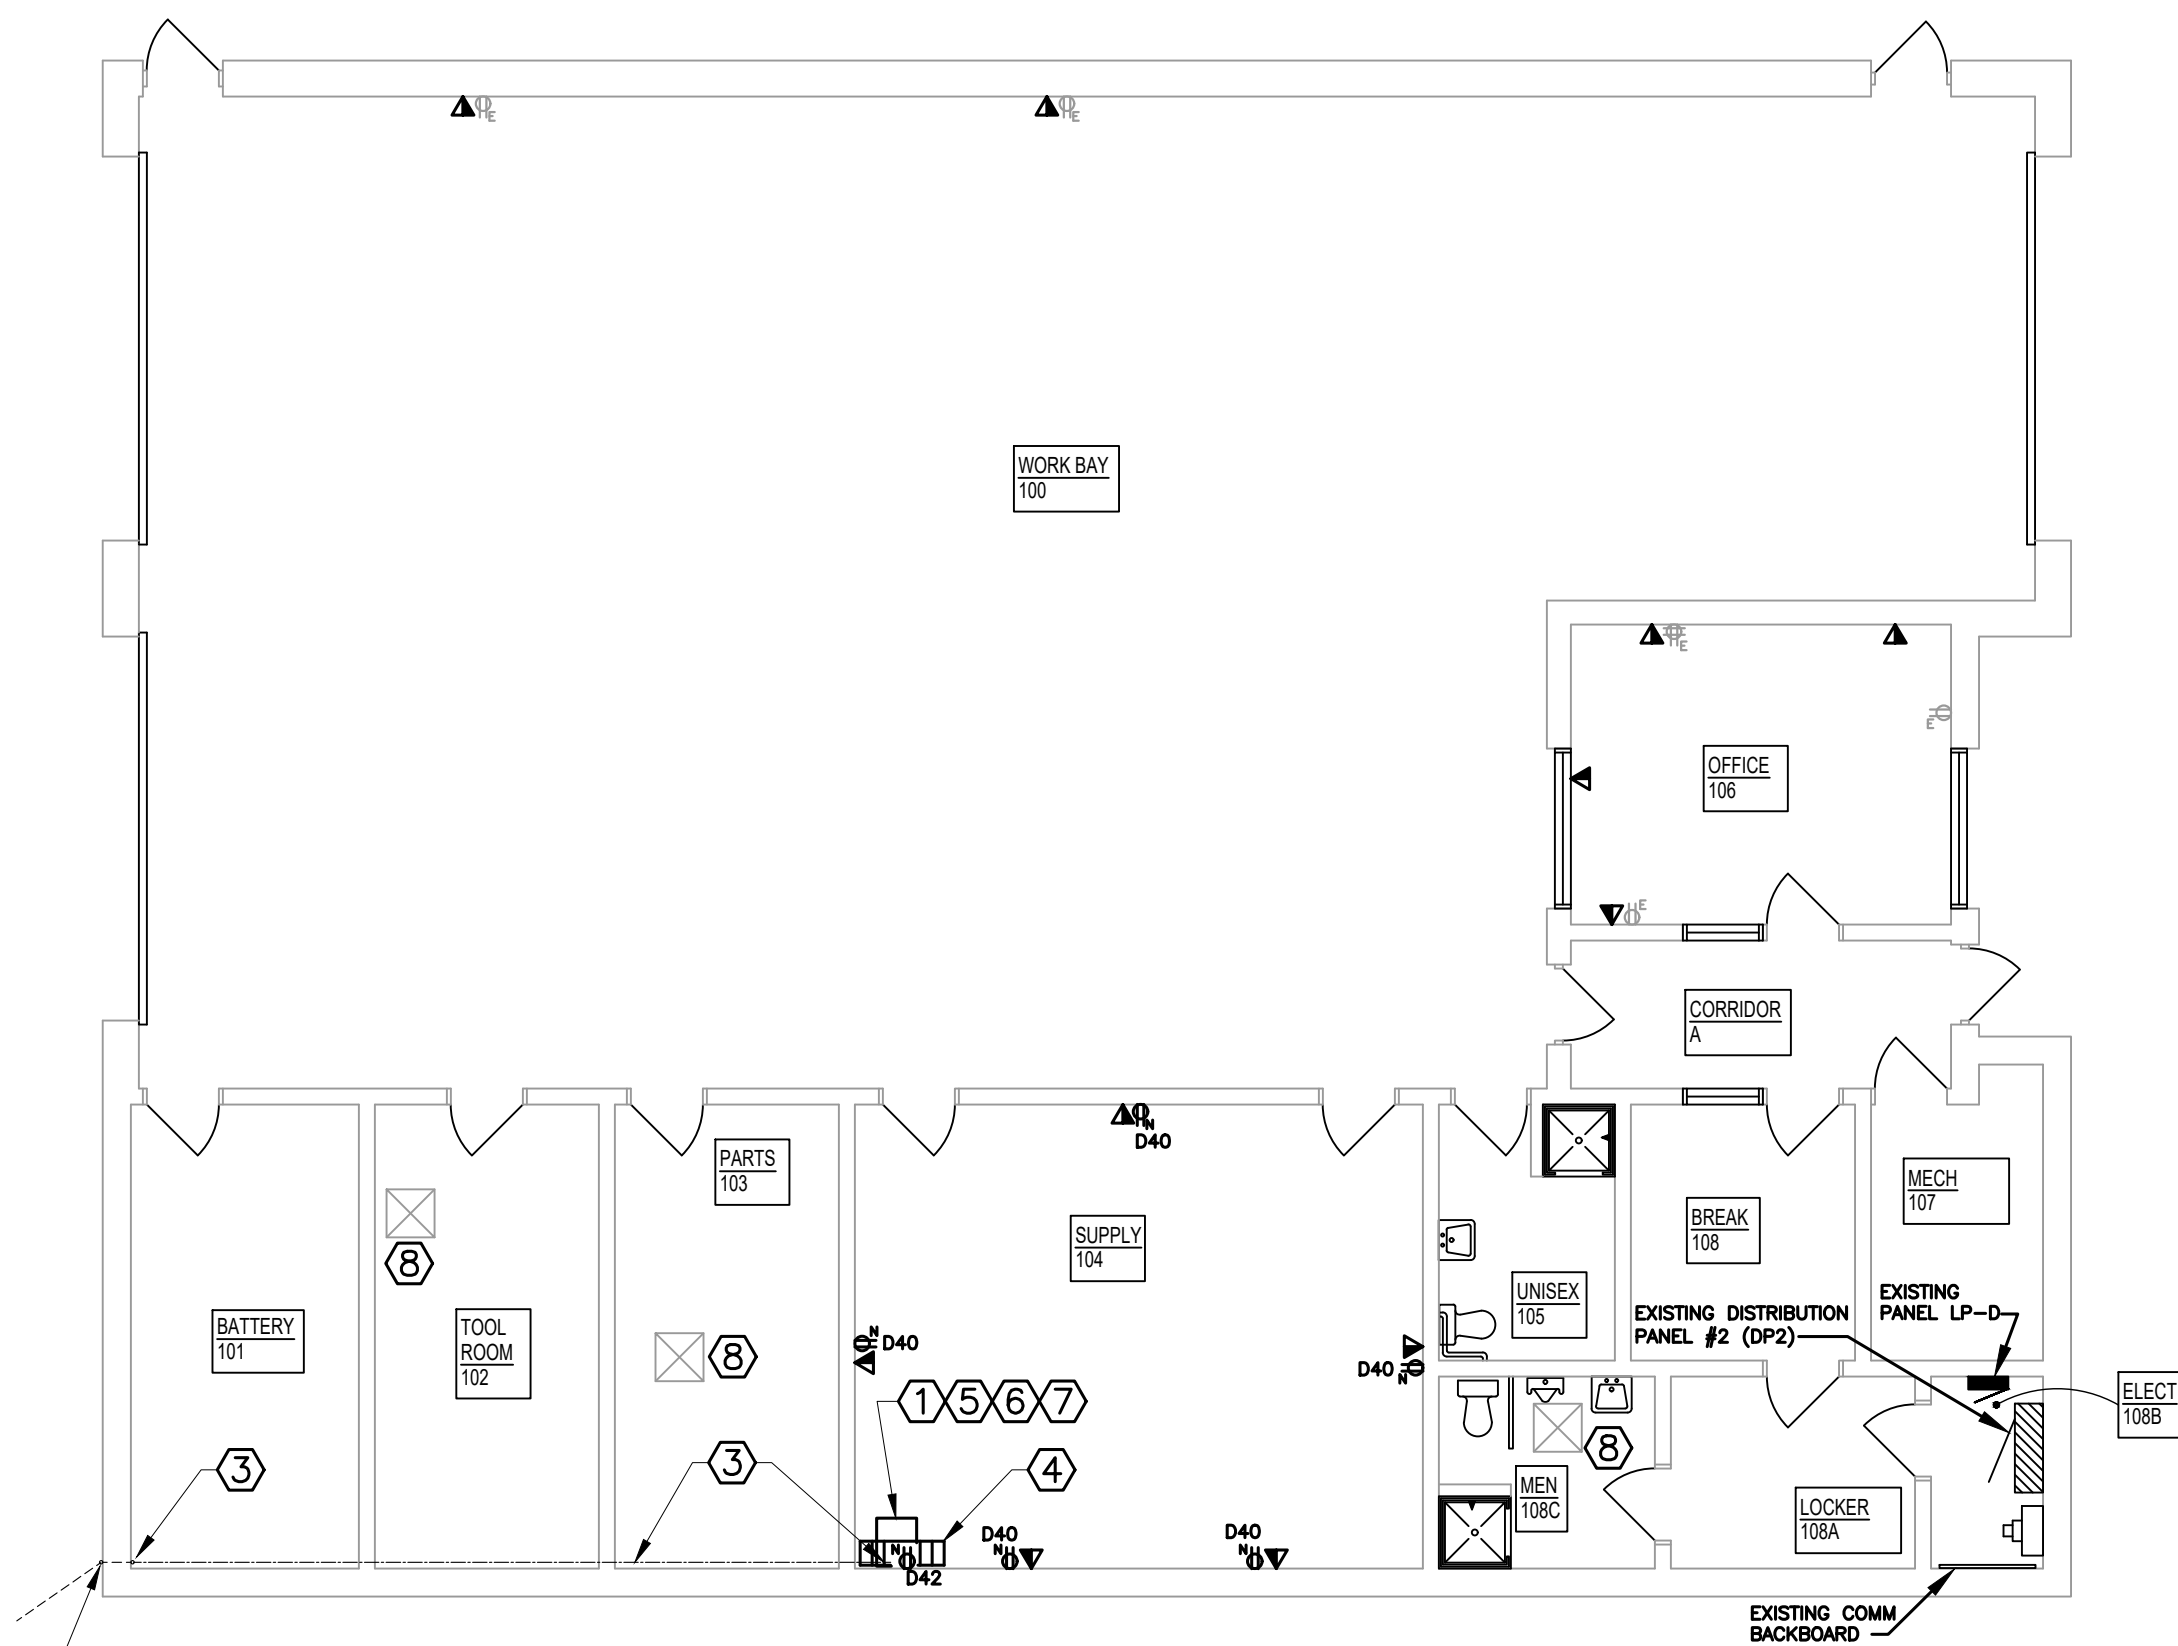 E
E
WORK BAY
100
E
E
OFFICE
106
E
CORRIDOR
A
N
D40
PARTS
103
MECH
107
BREAK
108
SUPPLY
104
8
UNISEX
105
EXISTING
PANEL LP-D
EXISTING DISTRIBUTION
PANEL #2 (DP2)
BATTERY
101
TOOL
ROOM
102
8
N
D40
D40
N
ELECT
108B
1 5 6 7
8
3
3
4
MEN
108C
LOCKER
108A
D40
N
D40
N
N
D42
EXISTING COMM
BACKBOARD